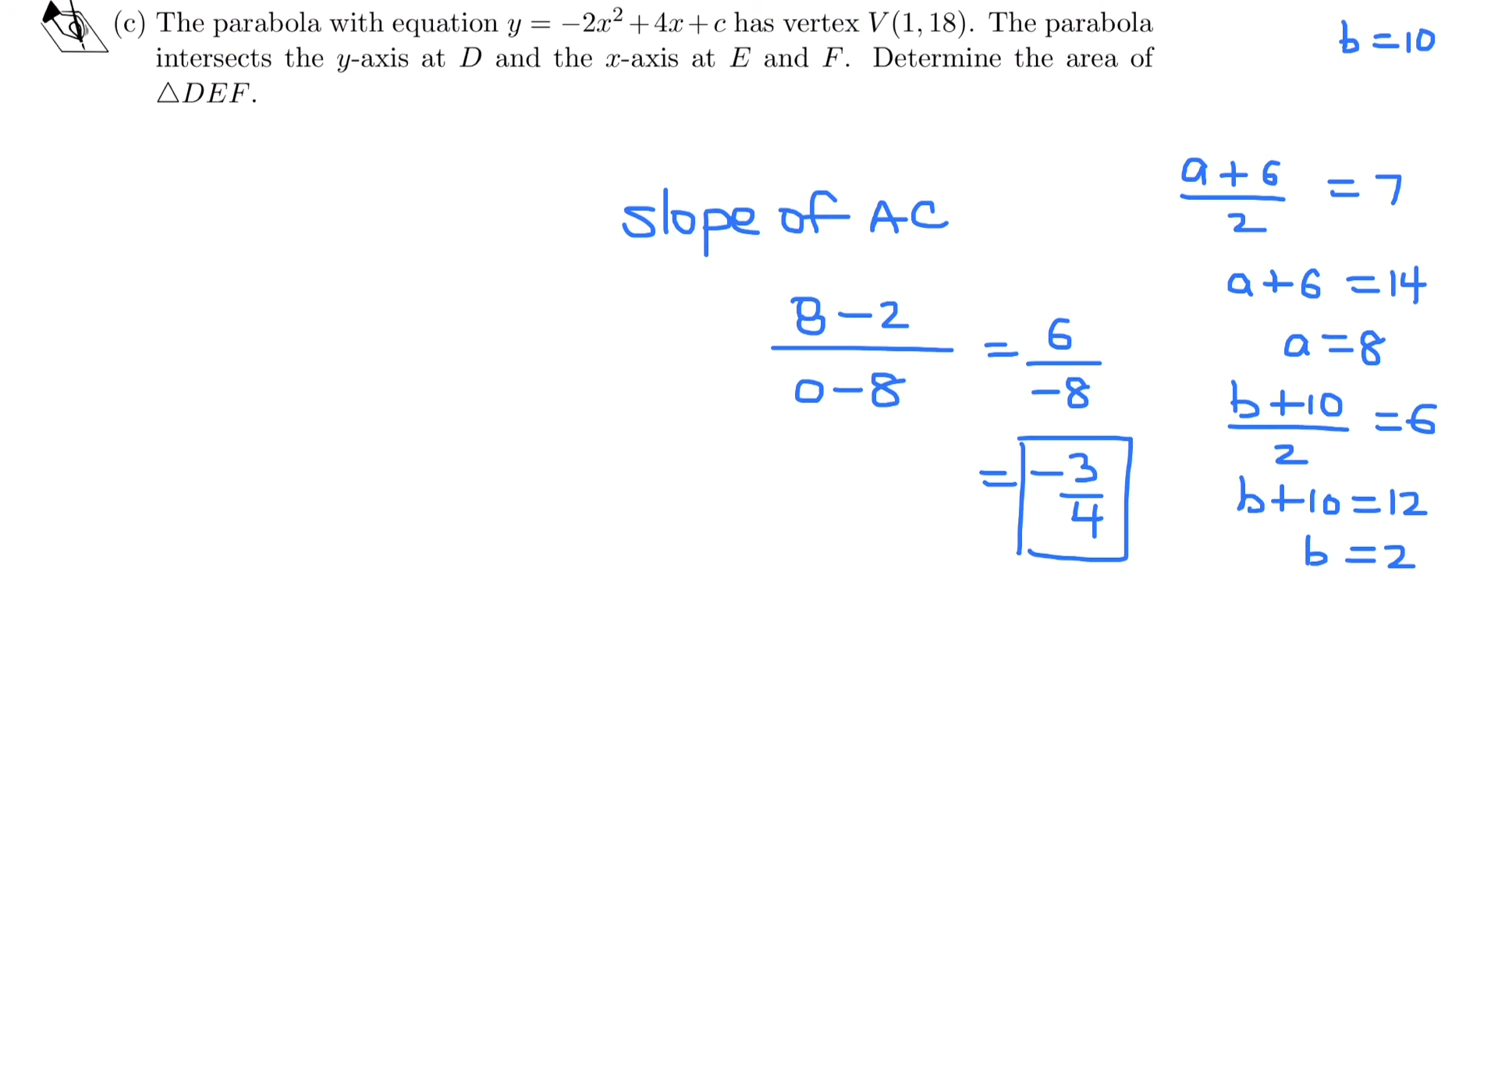 (c) The parabola with equation y = −2x² + 4x + c has vertex V(1, 18). The parabola
intersects the y-axis at D and the x-axis at E and F. Determine the area of
△DEF.
b = 10
slope of AC
8 − 2
0 − 8
= 6
−8
= −3
4
a + 6
2
= 7
a + 6 = 14
a = 8
b + 10
2
= 6
b + 10 = 12
b = 2